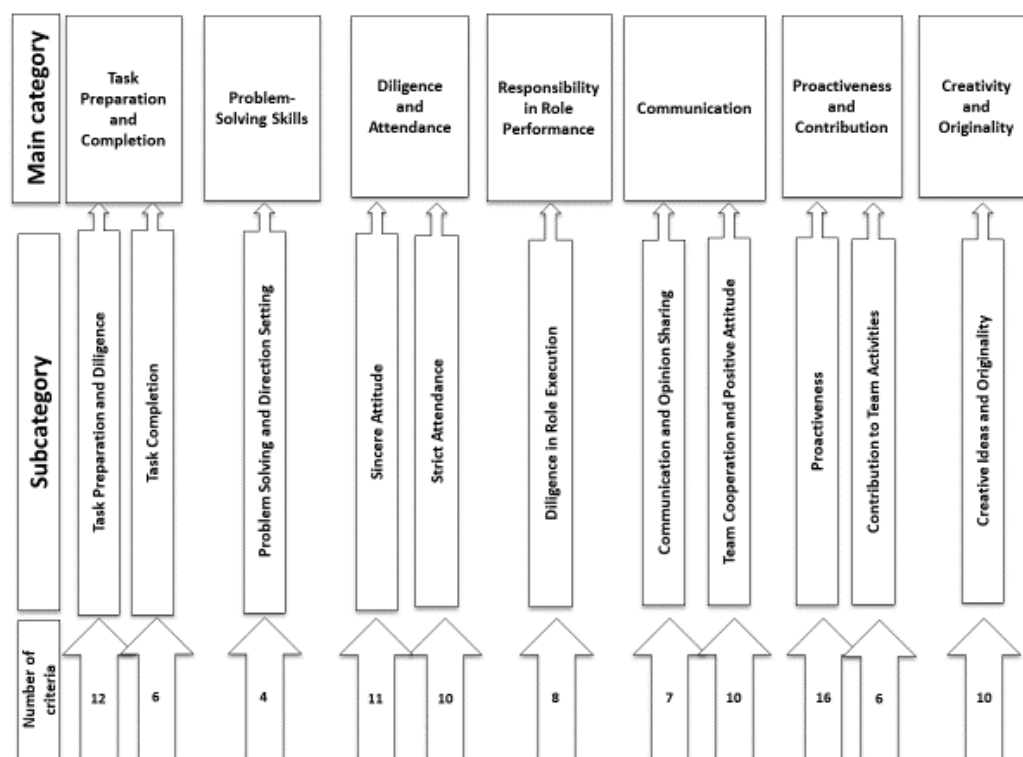 Main category
Task
Preparation
and
Completion
Problem-
Solving Skills
Diligence
and
Attendance
Responsibility
in Role
Performance
Communication
Proactiveness
and
Contribution
Creativity
and
Originality
Subcategory
Task Preparation and Diligence
Task Completion
Problem Solving and Direction Setting
Sincere Attitude
Strict Attendance
Diligence in Role Execution
Communication and Opinion Sharing
Team Cooperation and Positive Attitude
Proactiveness
Contribution to Team Activities
Creative Ideas and Originality
Number of
criteria
12
6
4
11
10
8
7
10
16
6
10